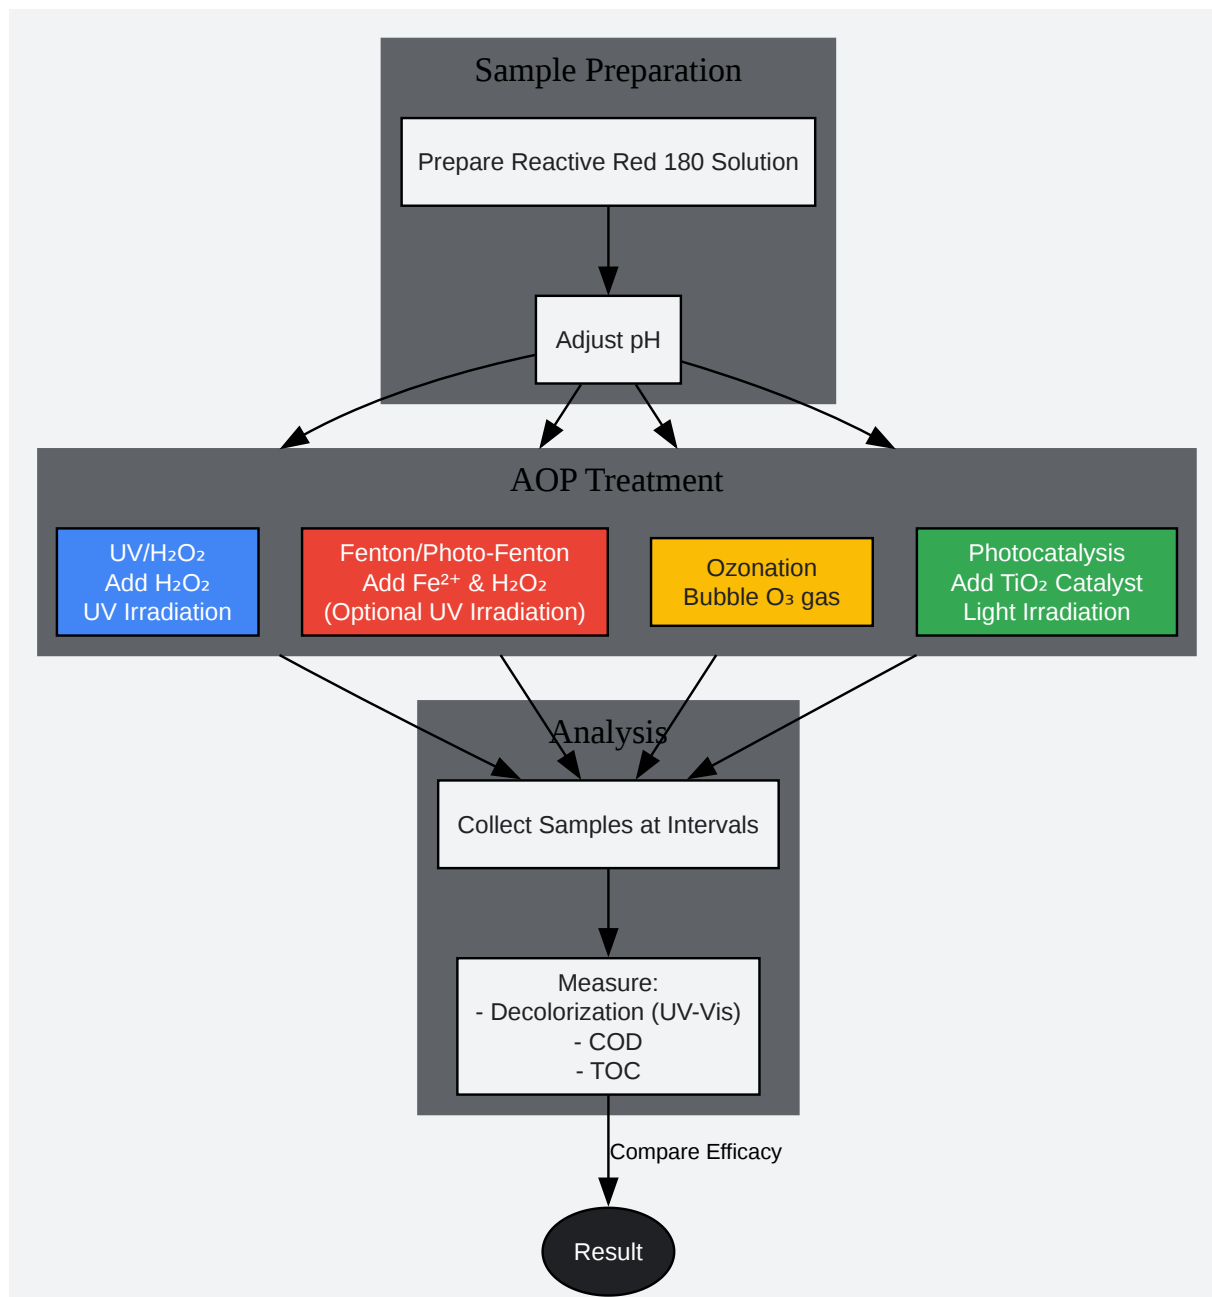 Sample Preparation
Prepare Reactive Red 180 Solution
Adjust pH
AOP Treatment
UV/H₂O₂
Add H₂O₂
UV Irradiation
Fenton/Photo-Fenton
Add Fe²⁺ & H₂O₂
(Optional UV Irradiation)
Ozonation
Bubble O₃ gas
Photocatalysis
Add TiO₂ Catalyst
Light Irradiation
Analysis
Collect Samples at Intervals
Measure:
- Decolorization (UV-Vis)
- COD
- TOC
Compare Efficacy
Result